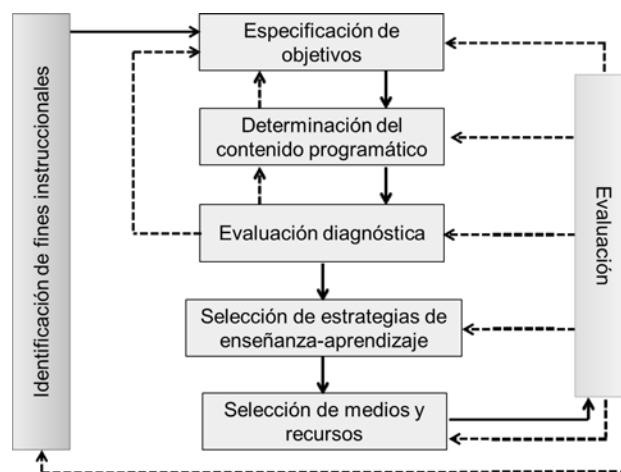 Identificación de fines instruccionales
Especificación de
objetivos
Determinación del
contenido programático
Evaluación diagnóstica
Selección de estrategias de
enseñanza-aprendizaje
Selección de medios y
recursos
Evaluación